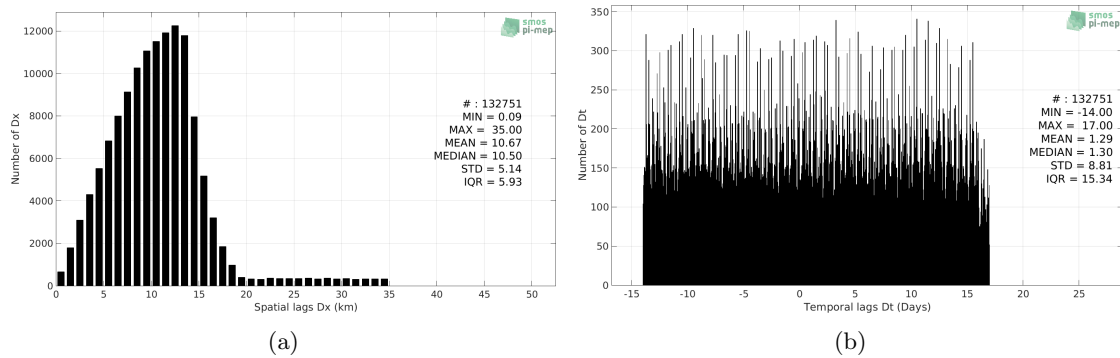 12000
10000
8000
6000
4000
2000
0
Number of Dx
0 5 10 15 20 25 30 35 40 45 50
Spatial lags Dx (km)
smos
pi-mep
# : 132751
MIN = 0.09
MAX = 35.00
MEAN = 10.67
MEDIAN = 10.50
STD = 5.14
IQR = 5.93
(a)
350
300
250
200
150
100
50
0
Number of Dt
-15 -10 -5 0 5 10 15 20 25
Temporal lags Dt (Days)
smos
pi-mep
# : 132751
MIN = -14.00
MAX = 17.00
MEAN = 1.29
MEDIAN = 1.30
STD = 8.81
IQR = 15.34
(b)